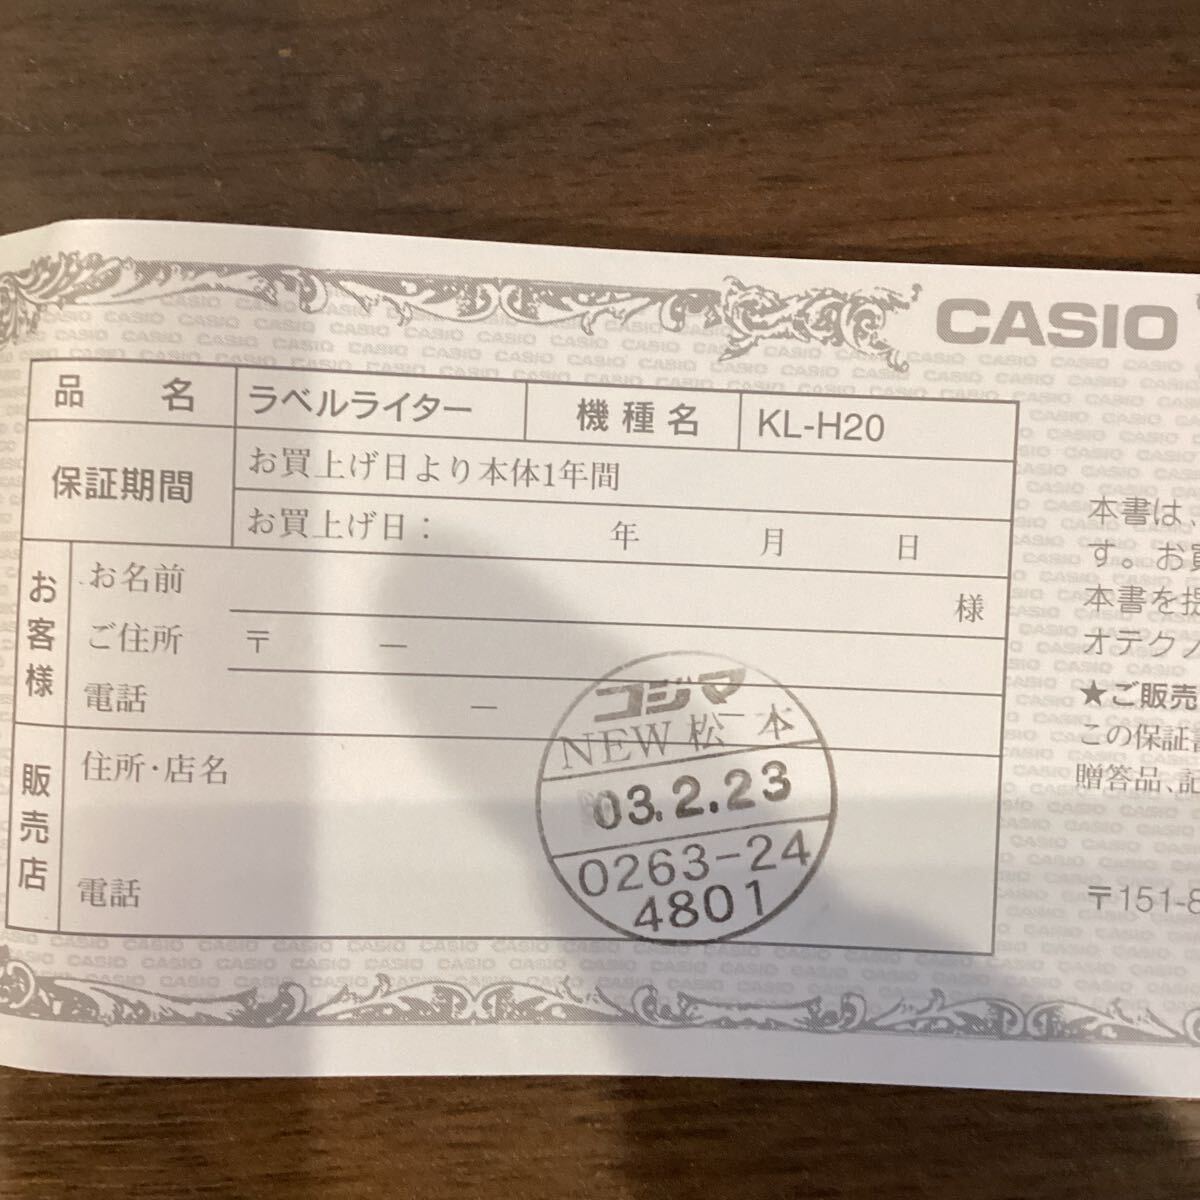 CASIO
品　名 ラベルライター 機種名 KL-H20
保証期間 お買上げ日より本体1年間
お買上げ日： 年 月 日
お客様
お名前 様
ご住所 〒 －
電話 －
販売店
住所・店名
電話
コジマ
NEW 松 本
03.2.23
0263-24
4801
本書は
す。お買
本書を提
オテクノ
★ご販売
この保証書
贈答品、記
〒151-8